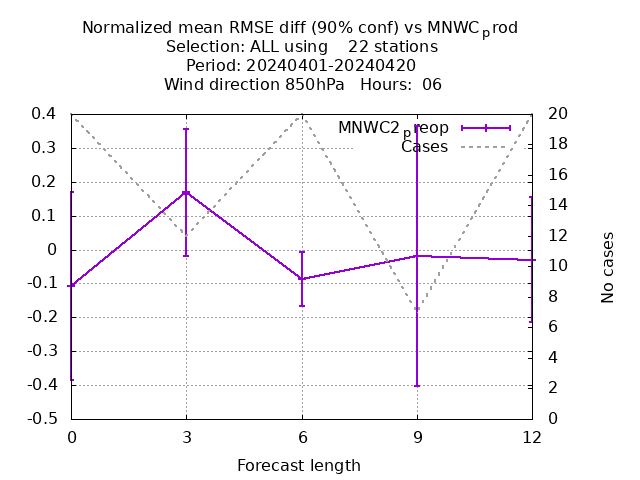 Normalized mean RMSE diff (90% conf) vs MNWCprod
Selection: ALL using 22 stations
Period: 20240401-20240420
Wind direction 850hPa Hours: 06
MNWC2preop
Cases
0.4
0.3
0.2
0.1
0
-0.1
-0.2
-0.3
-0.4
-0.5
20
18
16
14
12
10
8
6
4
2
0
No cases
0 3 6 9 12
Forecast length